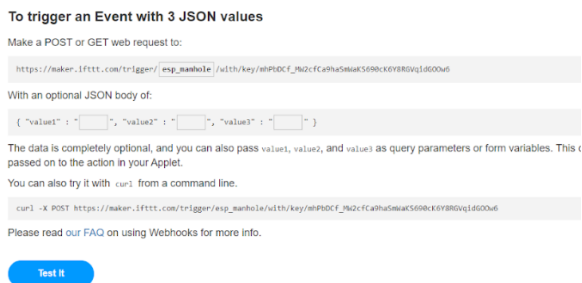 To trigger an Event with 3 JSON values
Make a POST or GET web request to:
https://maker.ifttt.com/trigger/ esp_manhole /with/key/
With an optional JSON body of:
{ "value1" : " ", "value2" : " ", "value3" : " " }
The data is completely optional, and you can also pass value1, value2, and value3 as query parameters or form variables. This
passed on to the action in your Applet.
You can also try it with curl from a command line.
curl -X POST https://maker.ifttt.com/trigger/esp_manhole/with/key/
Please read our FAQ on using Webhooks for more info.
Test It